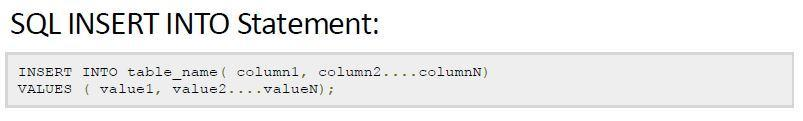 SQL INSERT INTO Statement:
INSERT INTO table_name( column1, column2....columnN)
VALUES ( value1, value2....valueN);